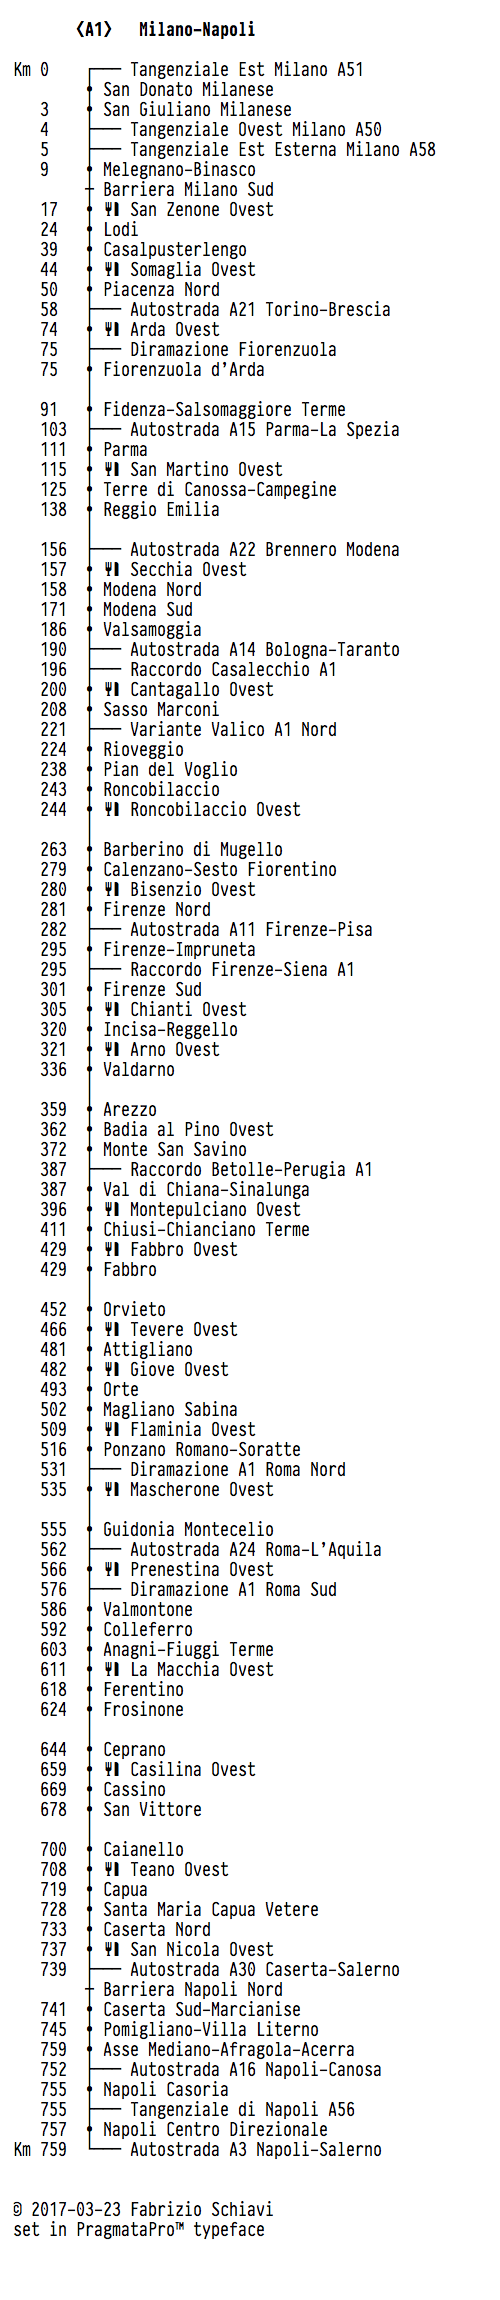 〈A1〉 Milano–Napoli
Km 0 Tangenziale Est Milano A51
San Donato Milanese
3 San Giuliano Milanese
4 Tangenziale Ovest Milano A50
5 Tangenziale Est Esterna Milano A58
9 Melegnano–Binasco
Barriera Milano Sud
17 San Zenone Ovest
24 Lodi
39 Casalpusterlengo
44 Somaglia Ovest
50 Piacenza Nord
58 Autostrada A21 Torino–Brescia
74 Arda Ovest
75 Diramazione Fiorenzuola
75 Fiorenzuola d’Arda
91 Fidenza–Salsomaggiore Terme
103 Autostrada A15 Parma–La Spezia
111 Parma
115 San Martino Ovest
125 Terre di Canossa–Campegine
138 Reggio Emilia
156 Autostrada A22 Brennero Modena
157 Secchia Ovest
158 Modena Nord
171 Modena Sud
186 Valsamoggia
190 Autostrada A14 Bologna–Taranto
196 Raccordo Casalecchio A1
200 Cantagallo Ovest
208 Sasso Marconi
221 Variante Valico A1 Nord
224 Rioveggio
238 Pian del Voglio
243 Roncobilaccio
244 Roncobilaccio Ovest
263 Barberino di Mugello
279 Calenzano–Sesto Fiorentino
280 Bisenzio Ovest
281 Firenze Nord
282 Autostrada A11 Firenze–Pisa
295 Firenze–Impruneta
295 Raccordo Firenze–Siena A1
301 Firenze Sud
305 Chianti Ovest
320 Incisa–Reggello
321 Arno Ovest
336 Valdarno
359 Arezzo
362 Badia al Pino Ovest
372 Monte San Savino
387 Raccordo Betolle–Perugia A1
387 Val di Chiana–Sinalunga
396 Montepulciano Ovest
411 Chiusi–Chianciano Terme
429 Fabbro Ovest
429 Fabbro
452 Orvieto
466 Tevere Ovest
481 Attigliano
482 Giove Ovest
493 Orte
502 Magliano Sabina
509 Flaminia Ovest
516 Ponzano Romano–Soratte
531 Diramazione A1 Roma Nord
535 Mascherone Ovest
555 Guidonia Montecelio
562 Autostrada A24 Roma–L’Aquila
566 Prenestina Ovest
576 Diramazione A1 Roma Sud
586 Valmontone
592 Colleferro
603 Anagni–Fiuggi Terme
611 La Macchia Ovest
618 Ferentino
624 Frosinone
644 Ceprano
659 Casilina Ovest
669 Cassino
678 San Vittore
700 Caianello
708 Teano Ovest
719 Capua
728 Santa Maria Capua Vetere
733 Caserta Nord
737 San Nicola Ovest
739 Autostrada A30 Caserta–Salerno
Barriera Napoli Nord
741 Caserta Sud–Marcianise
745 Pomigliano–Villa Literno
759 Asse Mediano–Afragola–Acerra
752 Autostrada A16 Napoli–Canosa
755 Napoli Casoria
755 Tangenziale di Napoli A56
757 Napoli Centro Direzionale
Km 759 Autostrada A3 Napoli–Salerno
© 2017–03–23 Fabrizio Schiavi
set in PragmataPro™ typeface